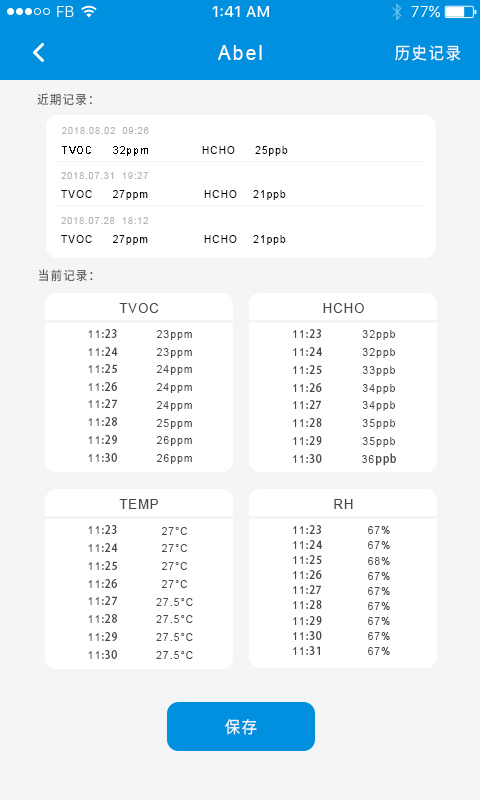 FB 1:41 AM 77%
Abel 历史记录
近期记录：
2018.08.02 09:26
TVOC 32ppm HCHO 25ppb
2018.07.31 19:27
TVOC 27ppm HCHO 21ppb
2018.07.28 18:12
TVOC 27ppm HCHO 21ppb
当前记录：
TVOC
11:23 23ppm
11:24 23ppm
11:25 24ppm
11:26 24ppm
11:27 24ppm
11:28 25ppm
11:29 26ppm
11:30 26ppm
HCHO
11:23 32ppb
11:24 32ppb
11:25 33ppb
11:26 34ppb
11:27 34ppb
11:28 35ppb
11:29 35ppb
11:30 36ppb
TEMP
11:23 27°C
11:24 27°C
11:25 27°C
11:26 27°C
11:27 27.5°C
11:28 27.5°C
11:29 27.5°C
11:30 27.5°C
RH
11:23 67%
11:24 67%
11:25 68%
11:26 67%
11:27 67%
11:28 67%
11:29 67%
11:30 67%
11:31 67%
保存